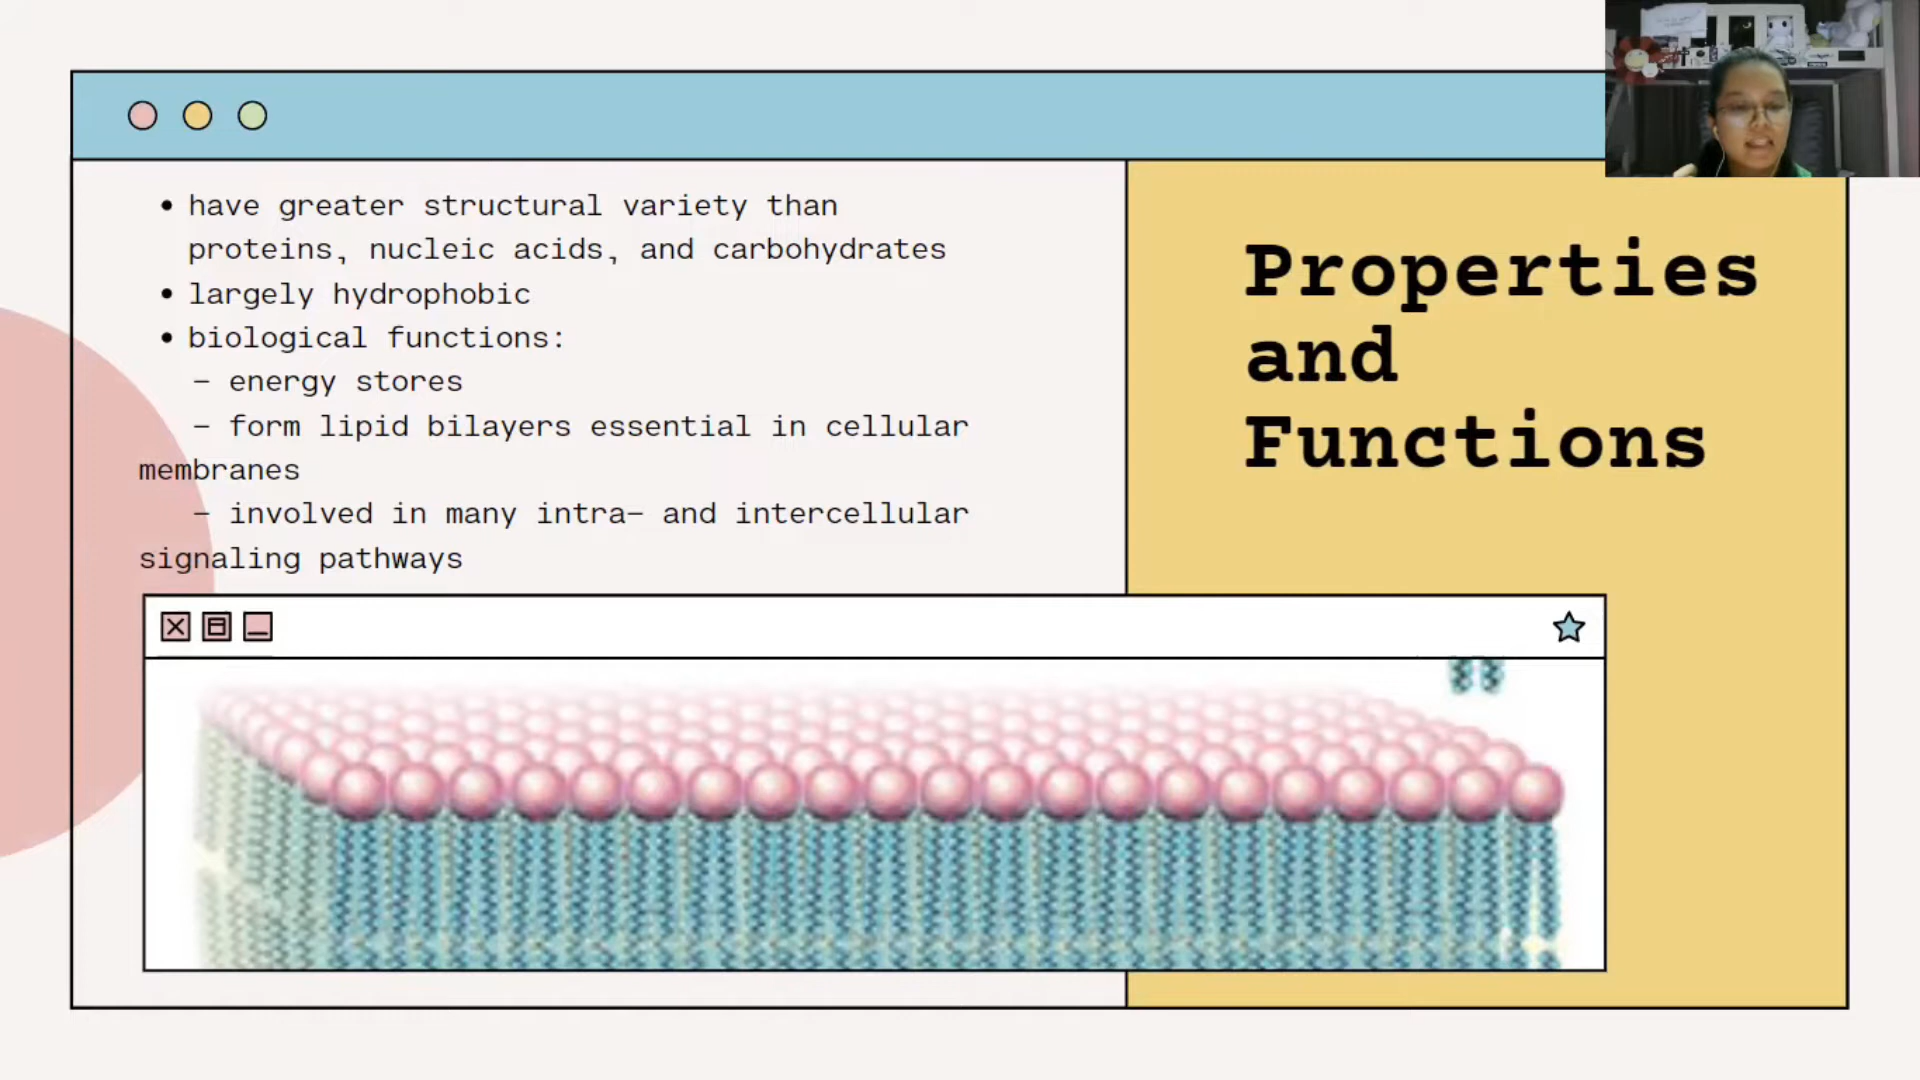 • have greater structural variety than
proteins, nucleic acids, and carbohydrates
• largely hydrophobic
• biological functions:
– energy stores
– form lipid bilayers essential in cellular
membranes
– involved in many intra– and intercellular
signaling pathways
Properties
and
Functions